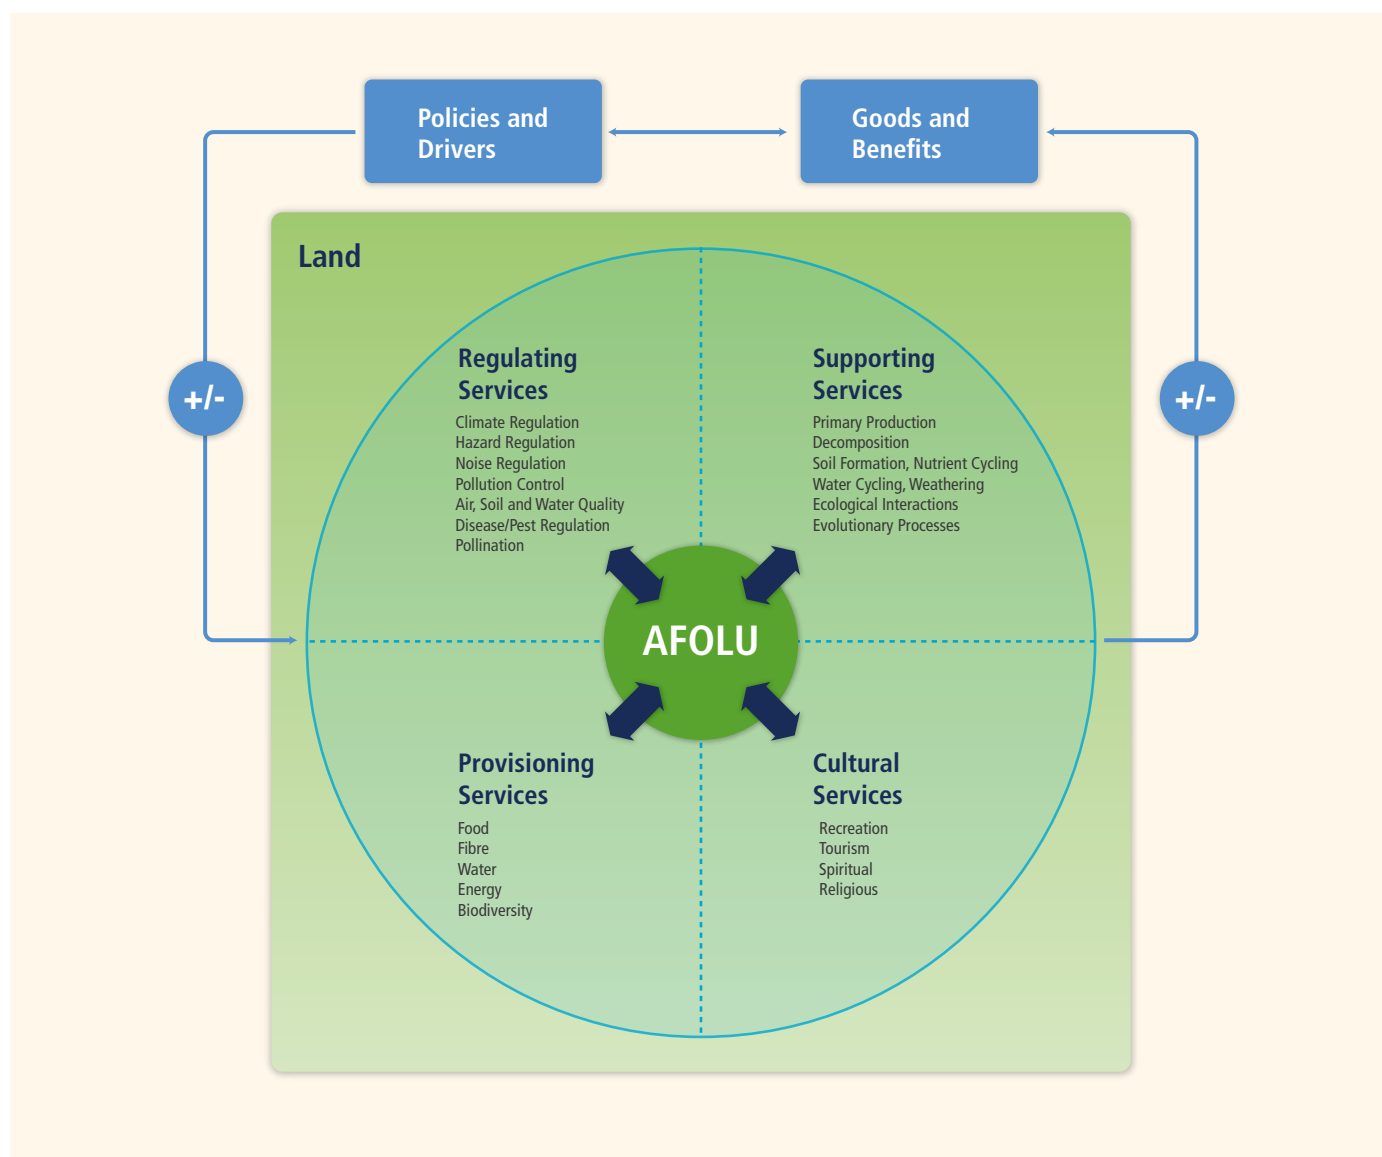 Policies and
Drivers
Goods and
Benefits
Land
+/-
+/-
Regulating
Services
Climate Regulation
Hazard Regulation
Noise Regulation
Pollution Control
Air, Soil and Water Quality
Disease/Pest Regulation
Pollination
Supporting
Services
Primary Production
Decomposition
Soil Formation, Nutrient Cycling
Water Cycling, Weathering
Ecological Interactions
Evolutionary Processes
AFOLU
Provisioning
Services
Food
Fibre
Water
Energy
Biodiversity
Cultural
Services
Recreation
Tourism
Spiritual
Religious